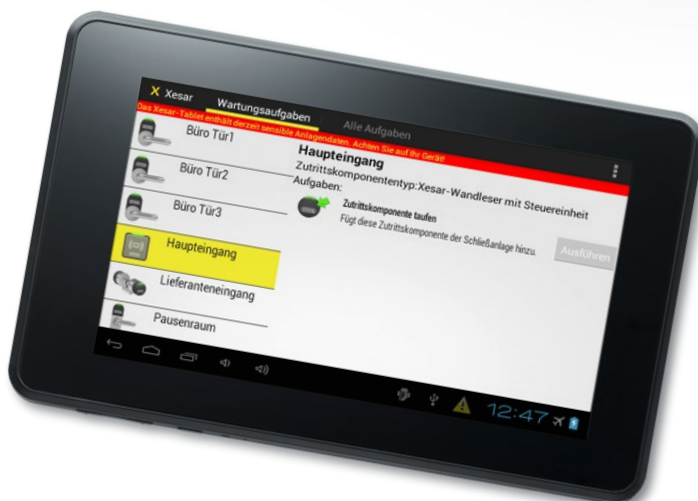 X Xesar Wartungsaufgaben Alle Aufgaben
Das Xesar-Tablet enthält derzeit sensible Anlagendaten. Achten Sie auf Ihr Gerät!
Büro Tür1
Büro Tür2
Büro Tür3
Haupteingang
Lieferanteneingang
Pausenraum
Haupteingang
Zutrittskomponententyp:Xesar-Wandleser mit Steuereinheit
Aufgaben:
Zutrittskomponente taufen
Fügt diese Zutrittskomponente der Schließanlage hinzu.
Ausführen
12:47